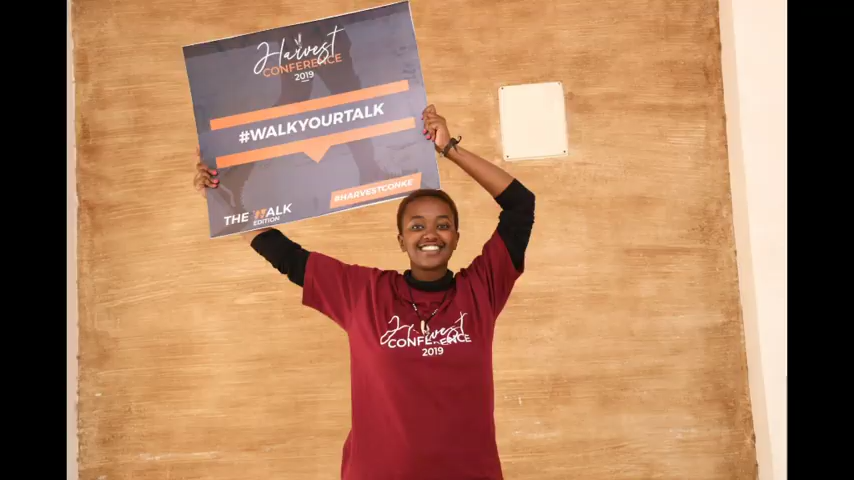 Harvest
CONFERENCE
2019
#WALKYOURTALK
#HARVESTCONKE
THE WALK
EDITION
Harvest
CONFERENCE
2019